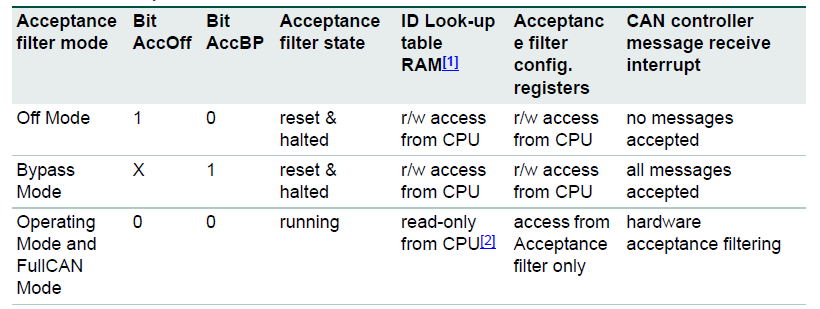 Acceptance filter mode | Bit AccOff | Bit AccBP | Acceptance filter state | ID Look-up table RAM[1] | Acceptanc e filter config. registers | CAN controller message receive interrupt
Off Mode | 1 | 0 | reset & halted | r/w access from CPU | r/w access from CPU | no messages accepted
Bypass Mode | X | 1 | reset & halted | r/w access from CPU | r/w access from CPU | all messages accepted
Operating Mode and FullCAN Mode | 0 | 0 | running | read-only from CPU[2] | access from Acceptance filter only | hardware acceptance filtering